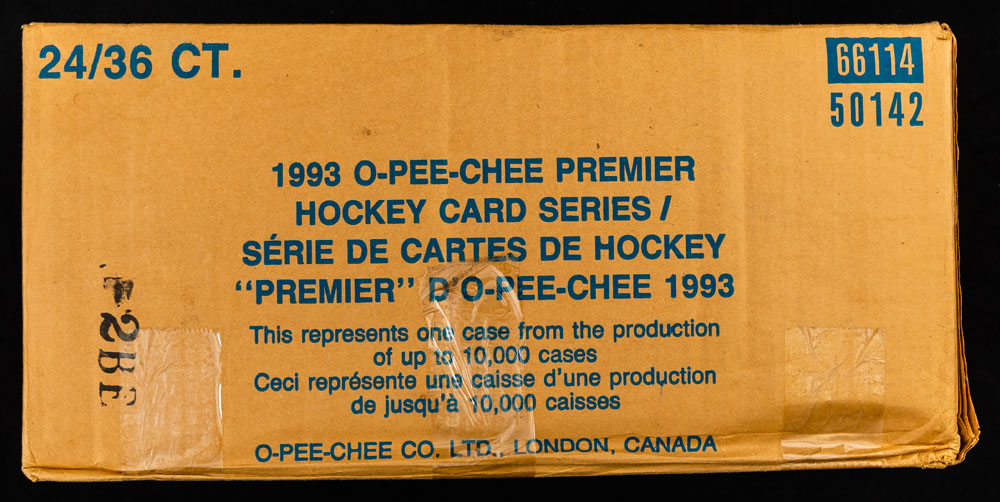 24/36 CT.
66114
50142
1993 O-PEE-CHEE PREMIER
HOCKEY CARD SERIES /
SÉRIE DE CARTES DE HOCKEY
“PREMIER” D'O-PEE-CHEE 1993
This represents one case from the production
of up to 10,000 cases
Ceci représente une caisse d'une production
de jusqu'à 10,000 caisses
O-PEE-CHEE CO. LTD., LONDON, CANADA